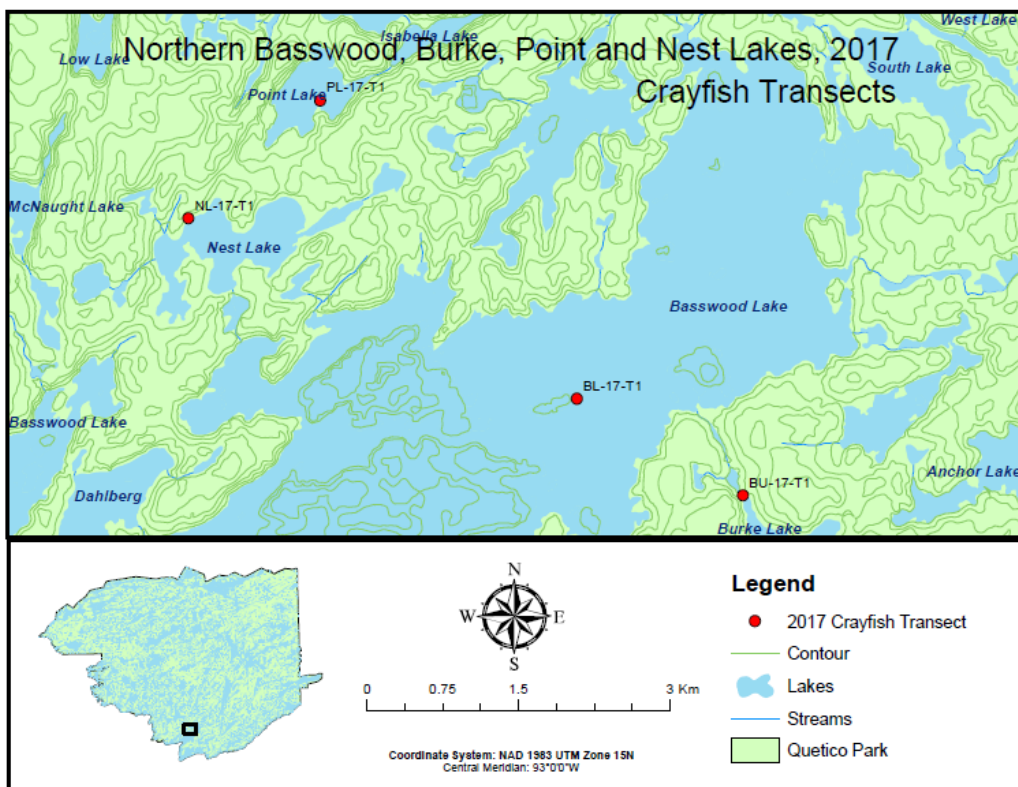 Isabella Lake
West Lake
Northern Basswood, Burke, Point and Nest Lakes, 2017
Crayfish Transects
Low Lake
South Lake
Point Lake
PL-17-T1
McNaught Lake
NL-17-T1
Nest Lake
Basswood Lake
BL-17-T1
Basswood Lake
Anchor Lake
Dahlberg
BU-17-T1
Burke Lake
N
W
E
S
0 0.75 1.5 3 Km
Coordinate System: NAD 1983 UTM Zone 15N
Central Meridian: 93°0'0"W
Legend
2017 Crayfish Transect
Contour
Lakes
Streams
Quetico Park